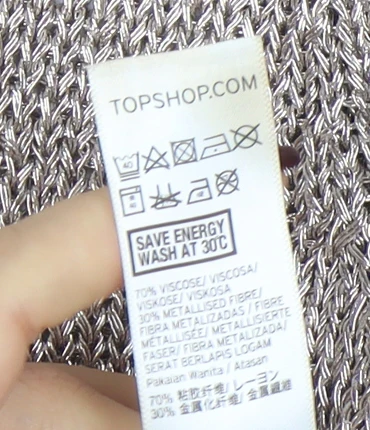 TOPSHOP.COM
40
SAVE ENERGY
WASH AT 30°C
70% VISCOSE/ VISCOSA/
VISKOSE/ VISKOSA
30% METALLISED FIBRE/
FIBRA METALIZADAS / FIBRE
METALLISÉE/ METALLISIERTE
FASER/ FIBRA METALIZADA/
SERAT BERLAPIS LOGAM
Pakaian Wanita / Atasan
70% 粘胶纤维/ レーヨン
30% 金属化纤维/ 金属繊維